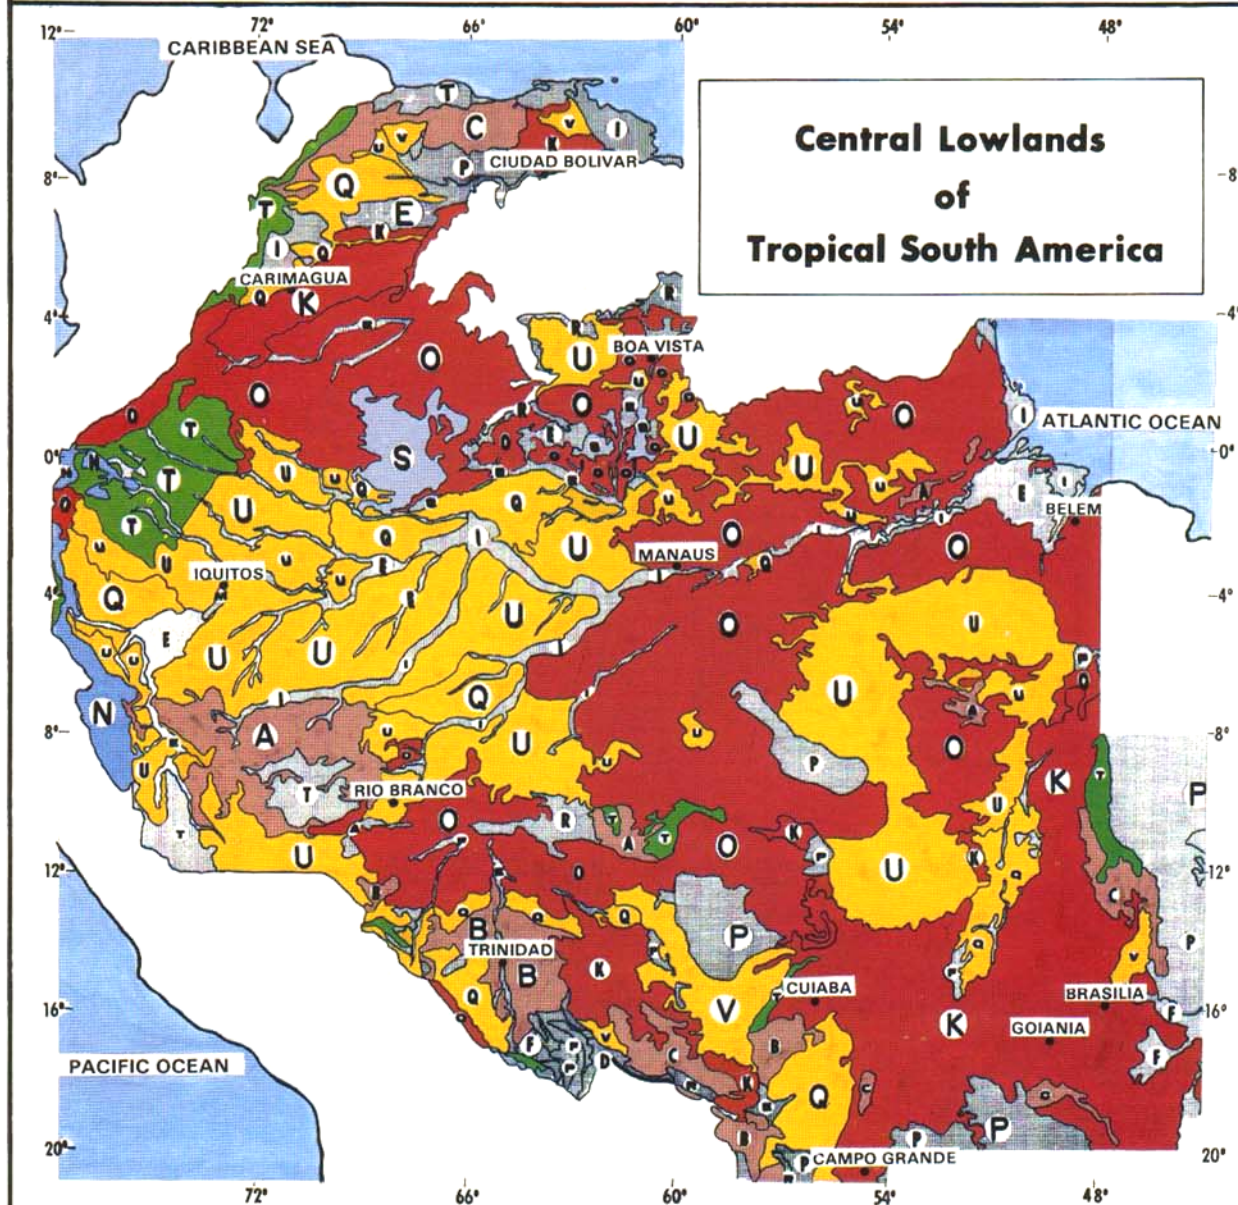 72° 66° 60° 54° 48°
12°
CARIBBEAN SEA
Central Lowlands
of
Tropical South America
T
C V I
U V K
P CIUDAD BOLIVAR
8° Q -8
T E
K
I Q
CARIMAGUA
Q K R
4° -4°
U
BOA VISTA
O
O
O O
I ATLANTIC OCEAN
T
0° S U U -0°
T
U
T
E I
BELEM
U I U O MANAUS O
IQUITOS
4° Q -4°
E U U U O U
N Q U
8° A U O -8°
K
T RIO BRANCO P
P
O R U
A O
U U
12° 12°
C
B Q P
TRINIDAD P
B K
Q V CUIABA BRASILIA
16° K GOIANIA 16°
F B F
PACIFIC OCEAN D C F
K
Q
P P
20° B 20°
P CAMPO GRANDE
72° 66° 60° 54° 48°